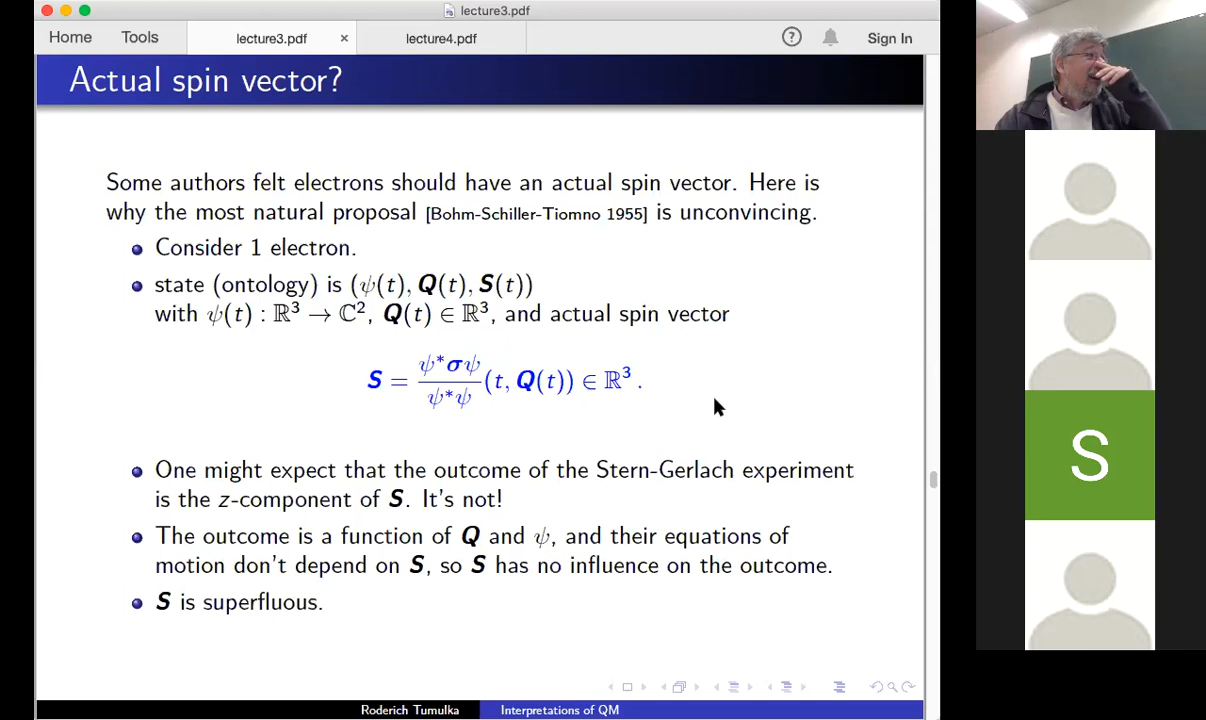 lecture3.pdf
Home Tools lecture3.pdf × lecture4.pdf ? Sign In
Actual spin vector?
Some authors felt electrons should have an actual spin vector. Here is
why the most natural proposal [Bohm-Schiller-Tiomno 1955] is unconvincing.
Consider 1 electron.
state (ontology) is (ψ(t), Q(t), S(t))
with ψ(t) : ℝ³ → ℂ², Q(t) ∈ ℝ³, and actual spin vector
S = ψ*σψ / ψ*ψ (t, Q(t)) ∈ ℝ³ .
One might expect that the outcome of the Stern-Gerlach experiment
is the z-component of S. It's not!
The outcome is a function of Q and ψ, and their equations of
motion don't depend on S, so S has no influence on the outcome.
S is superfluous.
Roderich Tumulka Interpretations of QM
S